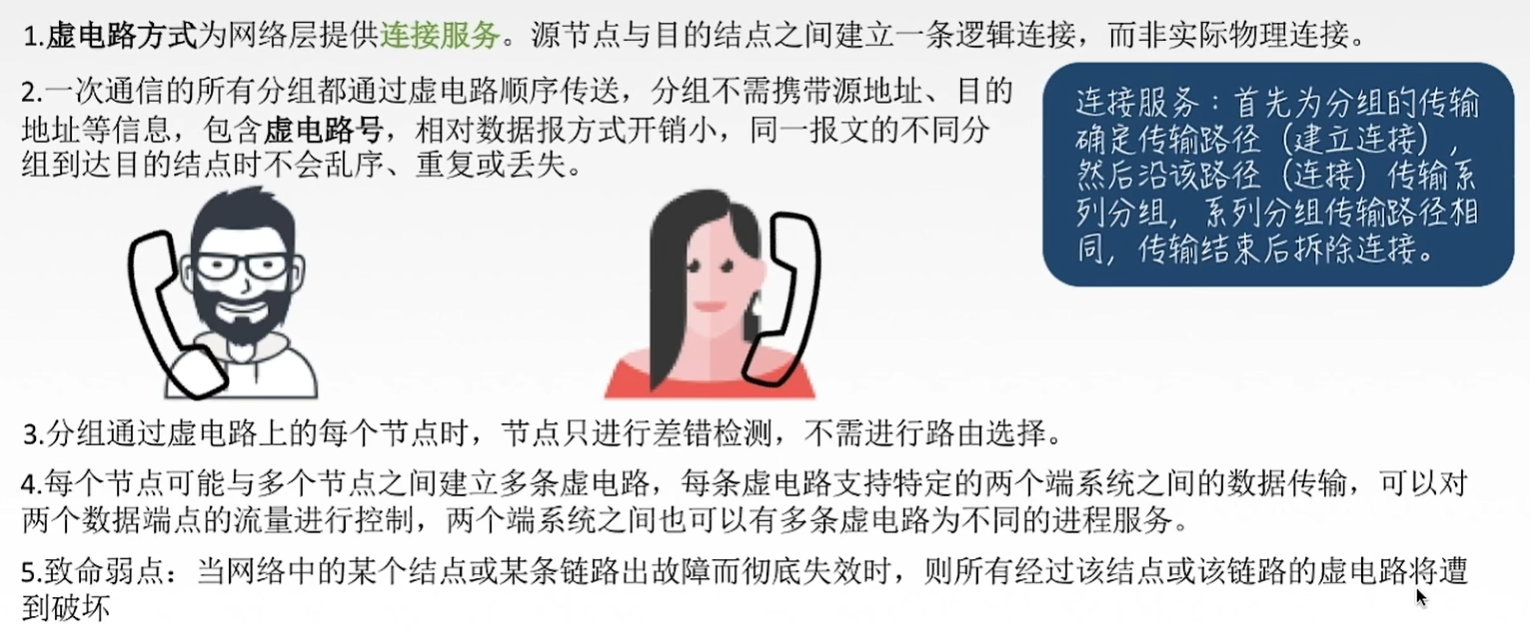 1.虚电路方式为网络层提供连接服务。源节点与目的结点之间建立一条逻辑连接，而非实际物理连接。
2.一次通信的所有分组都通过虚电路顺序传送，分组不需携带源地址、目的
地址等信息，包含虚电路号，相对数据报方式开销小，同一报文的不同分
组到达目的结点时不会乱序、重复或丢失。
连接服务：首先为分组的传输
确定传输路径（建立连接），
然后沿该路径（连接）传输系
列分组，系列分组传输路径相
同，传输结束后拆除连接。
3.分组通过虚电路上的每个节点时，节点只进行差错检测，不需进行路由选择。
4.每个节点可能与多个节点之间建立多条虚电路，每条虚电路支持特定的两个端系统之间的数据传输，可以对
两个数据端点的流量进行控制，两个端系统之间也可以有多条虚电路为不同的进程服务。
5.致命弱点：当网络中的某个结点或某条链路出故障而彻底失效时，则所有经过该结点或该链路的虚电路将遭
到破坏